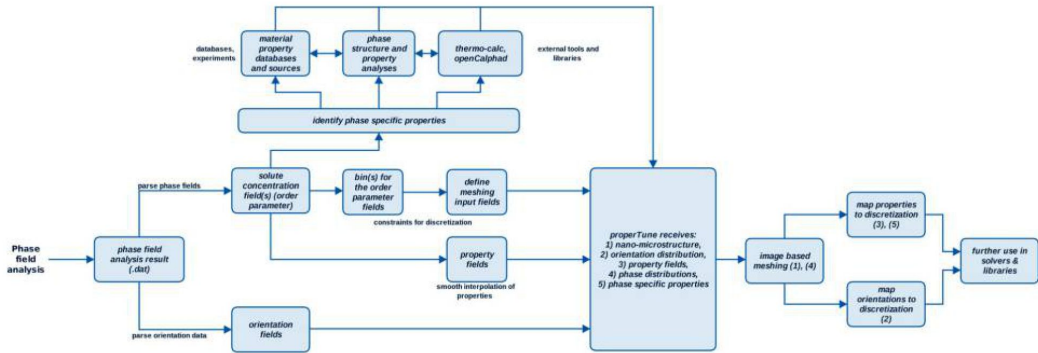 material
property
databases
and sources
phase
structure and
property
analyses
thermo-calc,
openCalphad
databases,
experiments
external tools and
libraries
identify phase specific properties
parse phase fields
solute
concentration
field(s) (order
parameter)
bin(s) for
the order
parameter
fields
define
meshing
input fields
constraints for discretization
Phase
field
analysis
phase field
analysis result
(.dat)
property
fields
smooth interpolation of
properties
parse orientation data
orientation
fields
properTune receives:
1) nano-microstructure,
2) orientation distribution,
3) property fields,
4) phase distributions,
5) phase specific properties
image based
meshing (1), (4)
map properties
to discretization
(3), (5)
map
orientations to
discretization
(2)
further use in
solvers &
libraries